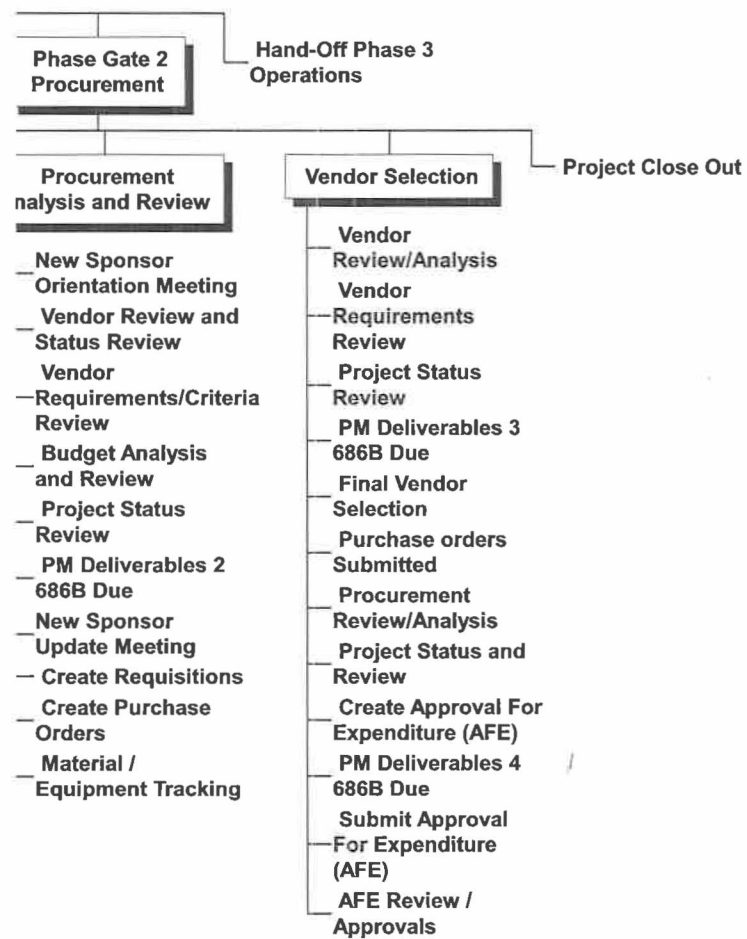 Phase Gate 2
Procurement
Hand-Off Phase 3
Operations
Procurement
nalysis and Review
Vendor Selection
Project Close Out
New Sponsor
Orientation Meeting
Vendor Review and
Status Review
Vendor
Requirements/Criteria
Review
Budget Analysis
and Review
Project Status
Review
PM Deliverables 2
686B Due
New Sponsor
Update Meeting
Create Requisitions
Create Purchase
Orders
Material /
Equipment Tracking
Vendor
Review/Analysis
Vendor
Requirements
Review
Project Status
Review
PM Deliverables 3
686B Due
Final Vendor
Selection
Purchase orders
Submitted
Procurement
Review/Analysis
Project Status and
Review
Create Approval For
Expenditure (AFE)
PM Deliverables 4
686B Due
Submit Approval
For Expenditure
(AFE)
AFE Review /
Approvals